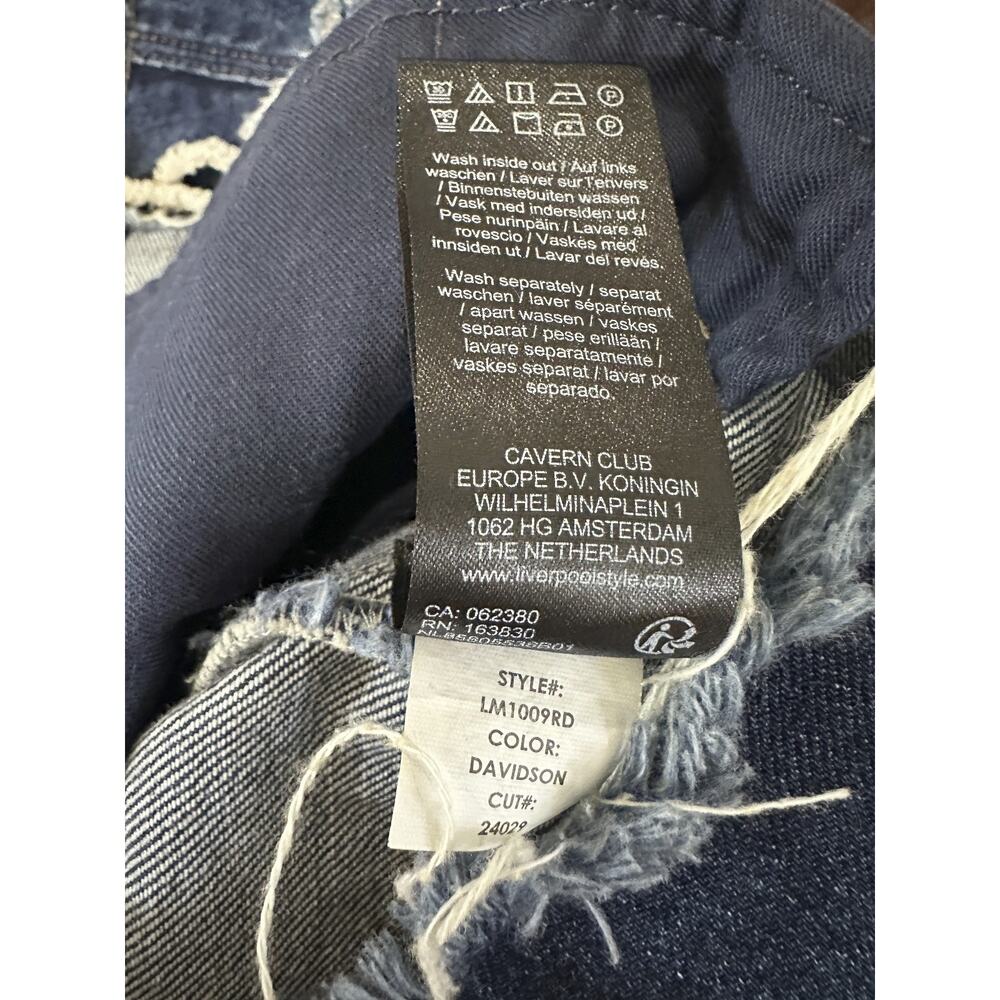 Wash inside out / Auf links
waschen / Laver sur l'envers
/ Binnenstebuiten wassen
/ Vask med indersiden ud /
Pese nurinpäin / Lavare al
rovescio / Vaskes med
innsiden ut / Lavar del revés.
Wash separately / separat
waschen / laver séparément
/ apart wassen / vaskes
separat / pese erillään /
lavare separatamente /
vaskes separat / lavar por
separado.
CAVERN CLUB
EUROPE B.V. KONINGIN
WILHELMINAPLEIN 1
1062 HG AMSTERDAM
THE NETHERLANDS
www.liverpoolstyle.com
CA: 062380
RN: 163830
STYLE#:
LM1009RD
COLOR:
DAVIDSON
CUT#:
24029